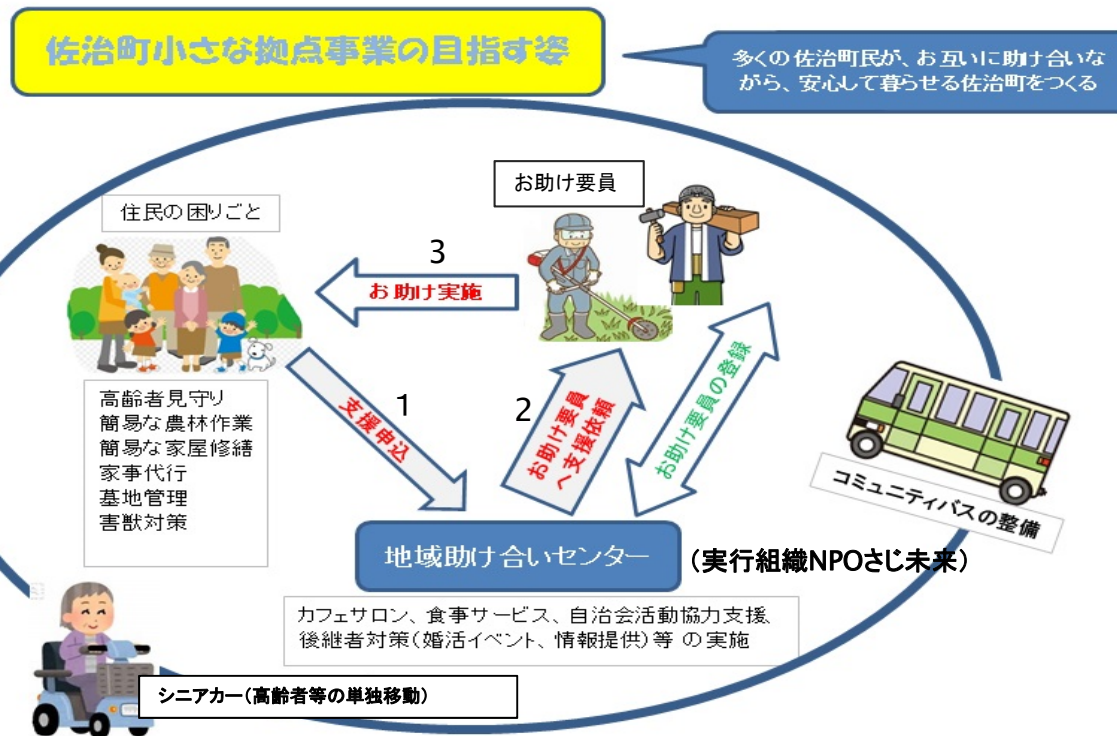 佐治町小さな拠点事業の目指す姿
多くの佐治町民が、お互いに助け合いな
がら、安心して暮らせる佐治町をつくる
お助け要員
住民の困りごと
3
お助け実施
高齢者見守り
簡易な農林作業
簡易な家屋修繕
家事代行
墓地管理
害獣対策
1
支援申込
2
お助け要員
へ支援依頼
お助け要員の登録
コミュニティバスの整備
地域助け合いセンター
(実行組織NPOさじ未来)
カフェサロン、食事サービス、自治会活動協力支援、
後継者対策(婚活イベント、情報提供)等 の実施
シニアカー(高齢者等の単独移動)